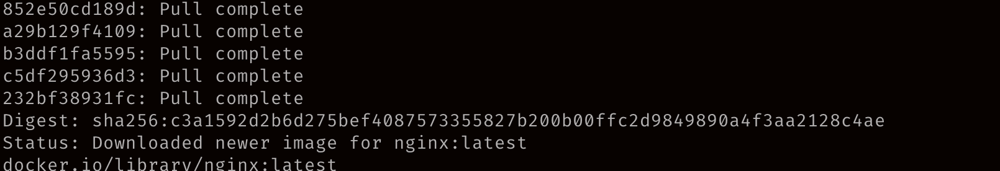 852e50cd189d: Pull complete
a29b129f4109: Pull complete
b3ddf1fa5595: Pull complete
c5df295936d3: Pull complete
232bf38931fc: Pull complete
Digest: sha256:c3a1592d2b6d275bef4087573355827b200b00ffc2d9849890a4f3aa2128c4ae
Status: Downloaded newer image for nginx:latest
docker.io/library/nginx:latest